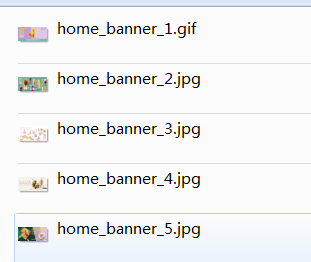 home_banner_1.gif
home_banner_2.jpg
home_banner_3.jpg
home_banner_4.jpg
home_banner_5.jpg